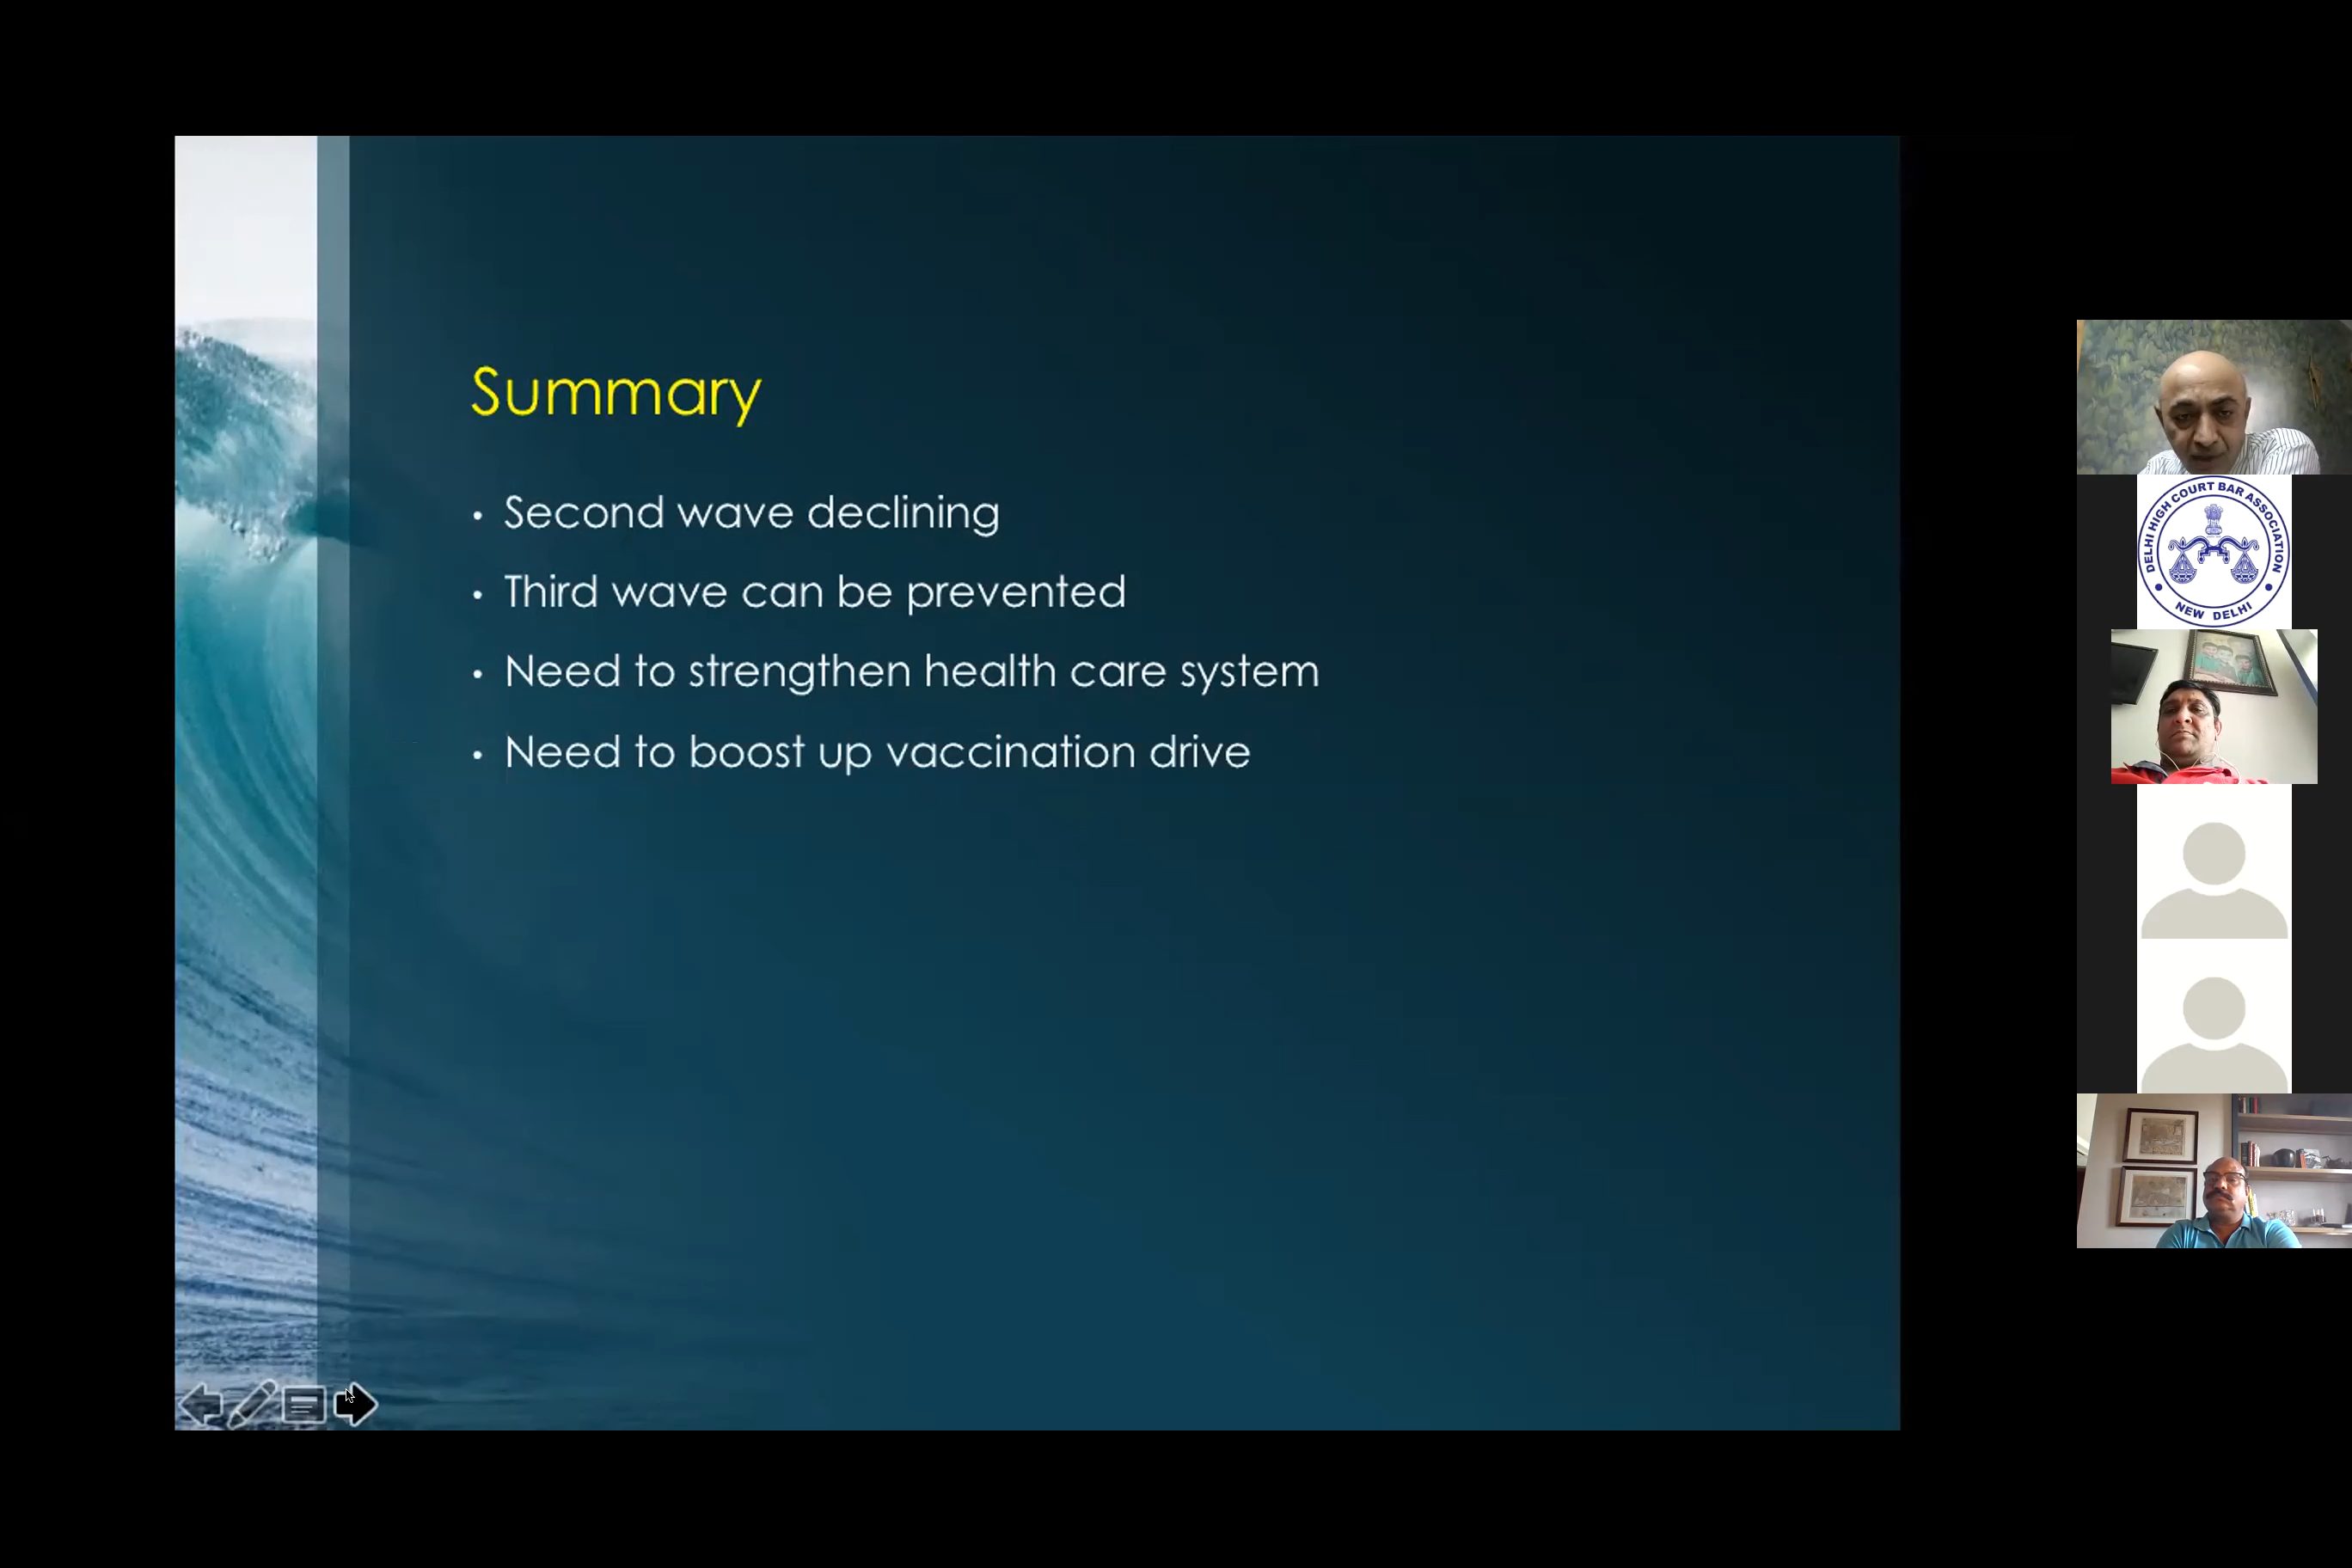 Summary
• Second wave declining
• Third wave can be prevented
• Need to strengthen health care system
• Need to boost up vaccination drive
DELHI HIGH COURT BAR ASSOCIATION
NEW DELHI